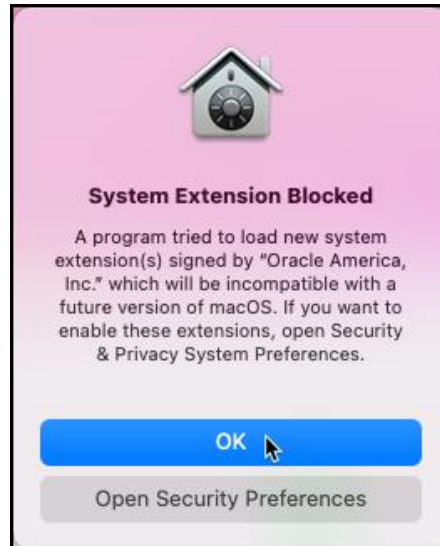 System Extension Blocked
A program tried to load new system
extension(s) signed by “Oracle America,
Inc.” which will be incompatible with a
future version of macOS. If you want to
enable these extensions, open Security
& Privacy System Preferences.
OK
Open Security Preferences